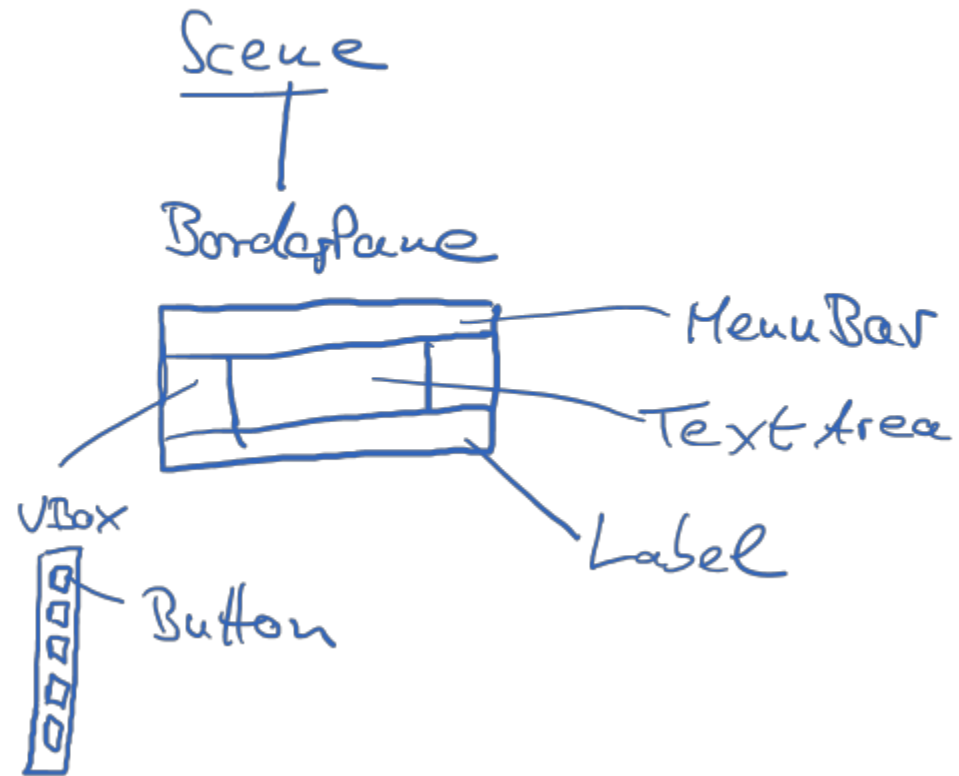 Scene
BorderPane
MenuBar
TextArea
VBox
Label
Button